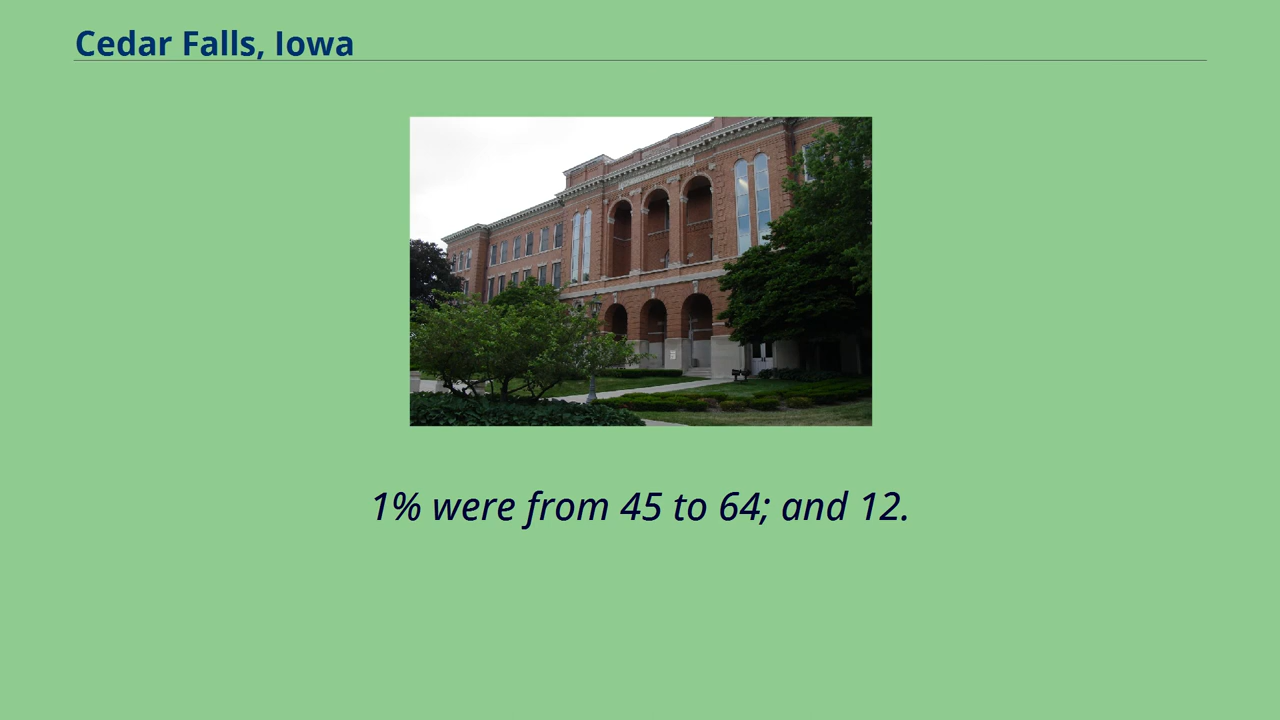 Cedar Falls, Iowa
1% were from 45 to 64; and 12.